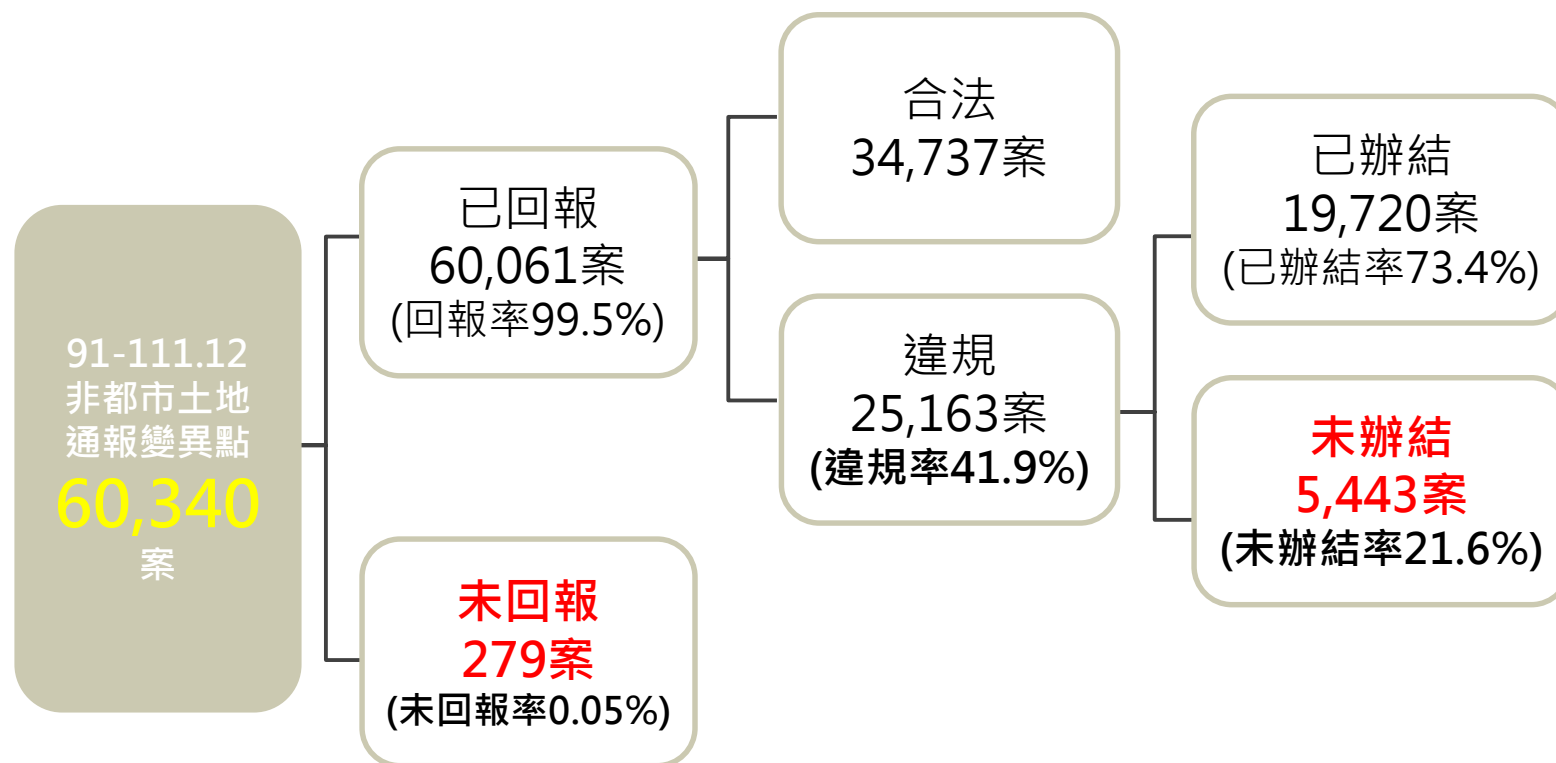 91-111.12
非都市土地
通報變異點
60,340
案
已回報
60,061案
(回報率99.5%)
未回報
279案
(未回報率0.05%)
合法
34,737案
違規
25,163案
(違規率41.9%)
已辦結
19,720案
(已辦結率73.4%)
未辦結
5,443案
(未辦結率21.6%)